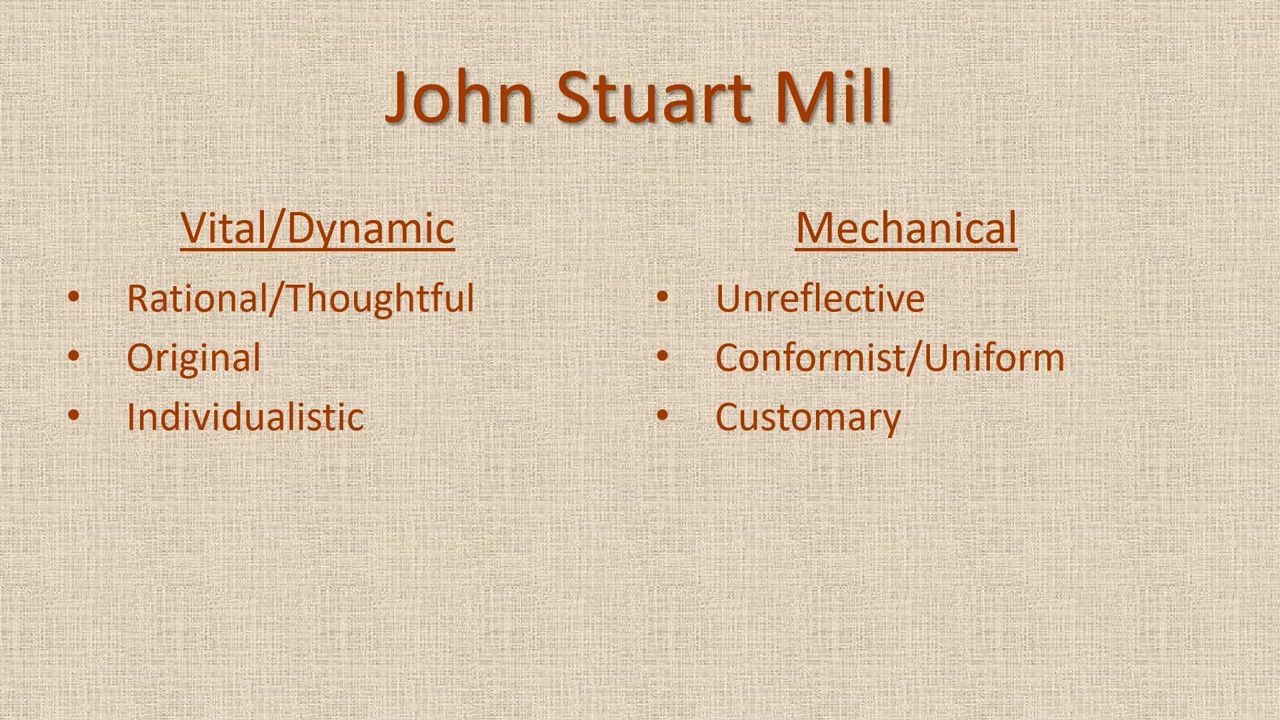 John Stuart Mill
Vital/Dynamic
• Rational/Thoughtful
• Original
• Individualistic
Mechanical
• Unreflective
• Conformist/Uniform
• Customary